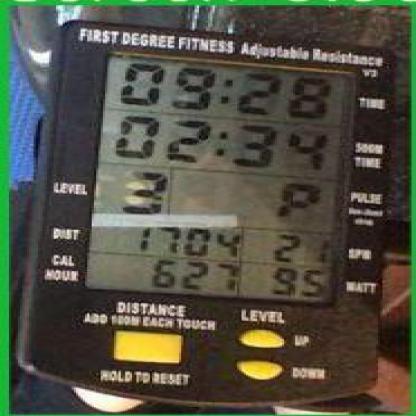 FIRST DEGREE FITNESS Adjustable Resistance
V3
09:28 TIME
02:34 500M TIME
LEVEL P PULSE
DIST 1704 21 SPM
CAL HOUR 627 95 WATT
DISTANCE LEVEL
ADD 100M EACH TOUCH
UP
HOLD TO RESET DOWN